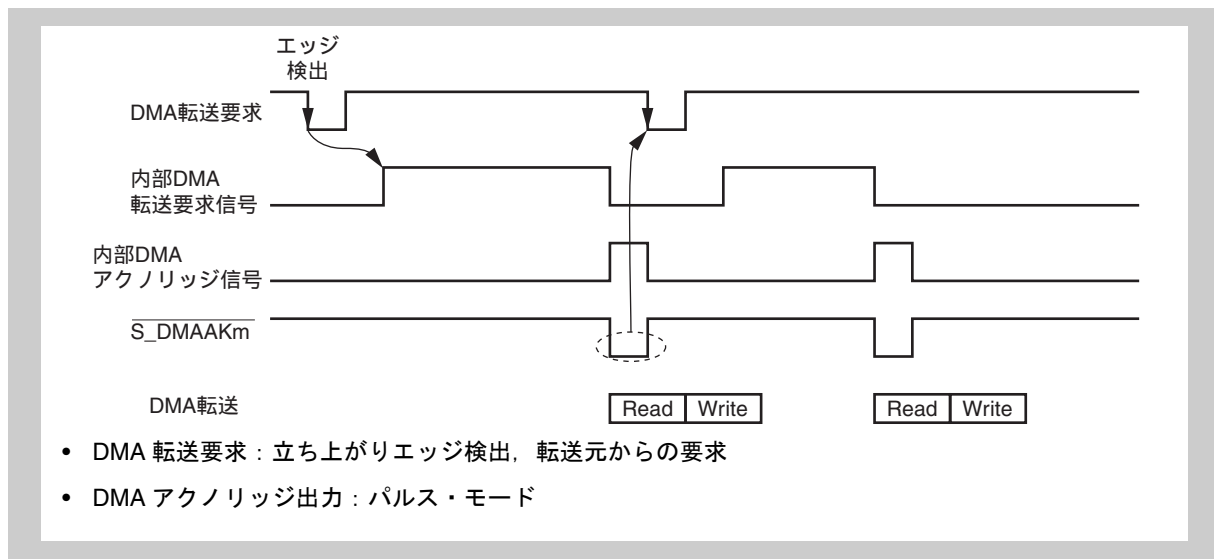 エッジ
検出
DMA転送要求
内部DMA
転送要求信号
内部DMA
アクノリッジ信号
S_DMAAKm
DMA転送
Read Write Read Write
• DMA 転送要求：立ち上がりエッジ検出，転送元からの要求
• DMA アクノリッジ出力：パルス・モード